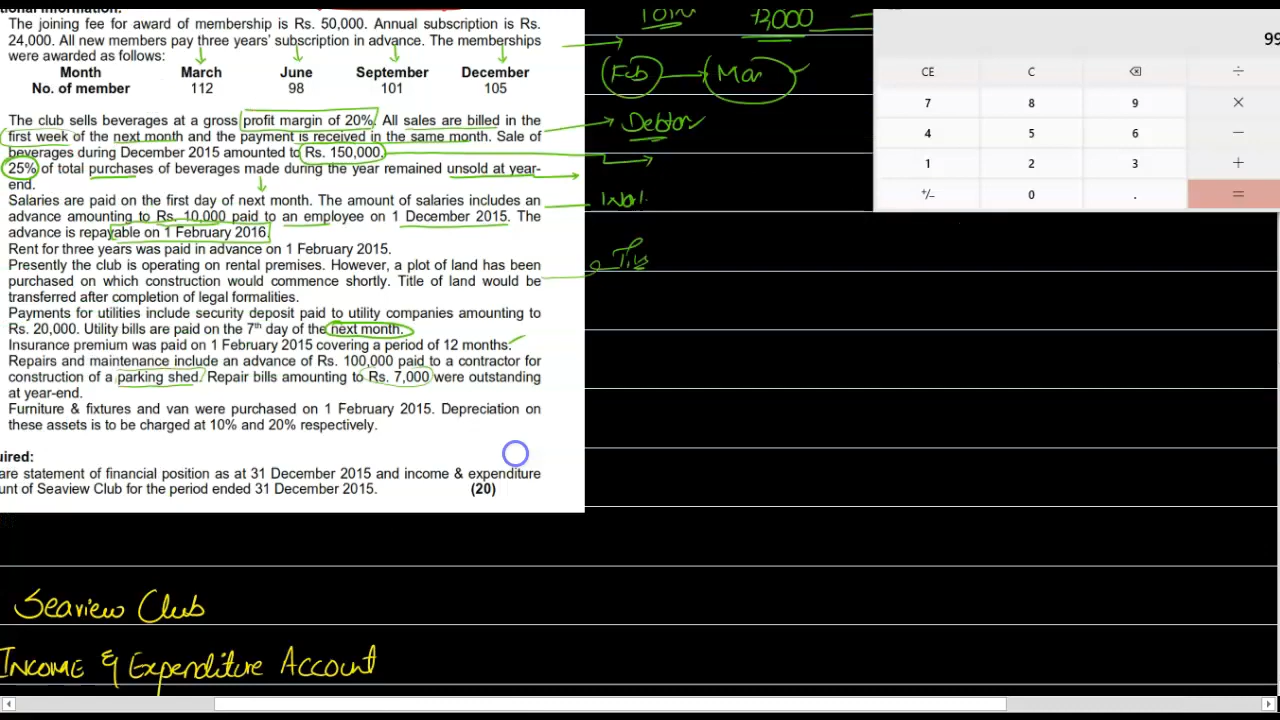 The joining fee for award of membership is Rs. 50,000. Annual subscription is Rs.
24,000. All new members pay three years' subscription in advance. The memberships
were awarded as follows:
Month March June September December
No. of member 112 98 101 105
The club sells beverages at a gross profit margin of 20%. All sales are billed in the
first week of the next month and the payment is received in the same month. Sale of
beverages during December 2015 amounted to Rs. 150,000.
25% of total purchases of beverages made during the year remained unsold at year-
end.
Salaries are paid on the first day of next month. The amount of salaries includes an
advance amounting to Rs. 10,000 paid to an employee on 1 December 2015. The
advance is repayable on 1 February 2016.
Rent for three years was paid in advance on 1 February 2015.
Presently the club is operating on rental premises. However, a plot of land has been
purchased on which construction would commence shortly. Title of land would be
transferred after completion of legal formalities.
Payments for utilities include security deposit paid to utility companies amounting to
Rs. 20,000. Utility bills are paid on the 7th day of the next month.
Insurance premium was paid on 1 February 2015 covering a period of 12 months.
Repairs and maintenance include an advance of Rs. 100,000 paid to a contractor for
construction of a parking shed. Repair bills amounting to Rs. 7,000 were outstanding
at year-end.
Furniture & fixtures and van were purchased on 1 February 2015. Depreciation on
these assets is to be charged at 10% and 20% respectively.
uired:
are statement of financial position as at 31 December 2015 and income & expenditure
unt of Seaview Club for the period ended 31 December 2015. (20)
Feb Mar
Debtor
99
CE C ⌫ ÷
7 8 9 ×
4 5 6 −
1 2 3 +
+/− 0 . =
Seaview Club
INCOME & Expenditure Account